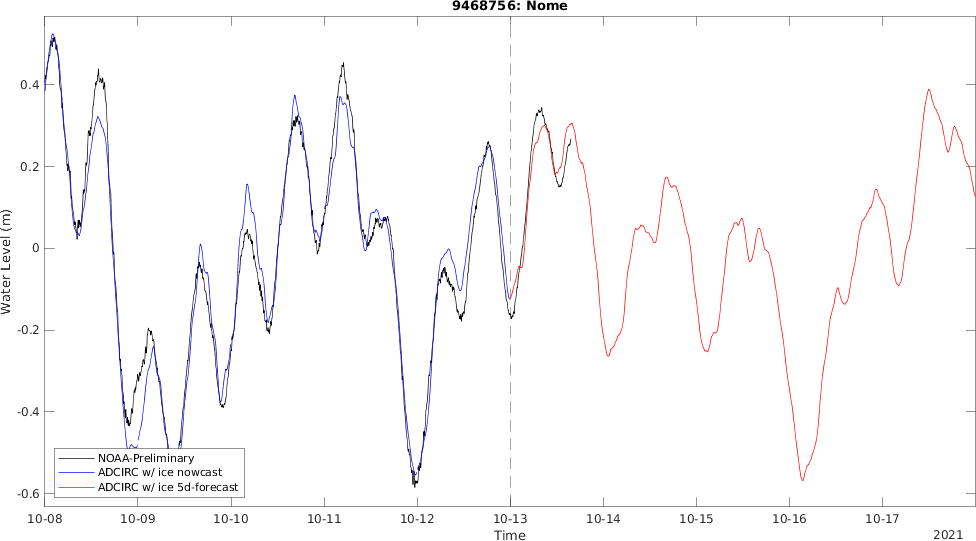 9468756: Nome
Water Level (m)
0.4
0.2
0
-0.2
-0.4
-0.6
NOAA-Preliminary
ADCIRC w/ ice nowcast
ADCIRC w/ ice 5d-forecast
10-08 10-09 10-10 10-11 10-12 10-13 10-14 10-15 10-16 10-17
Time
2021